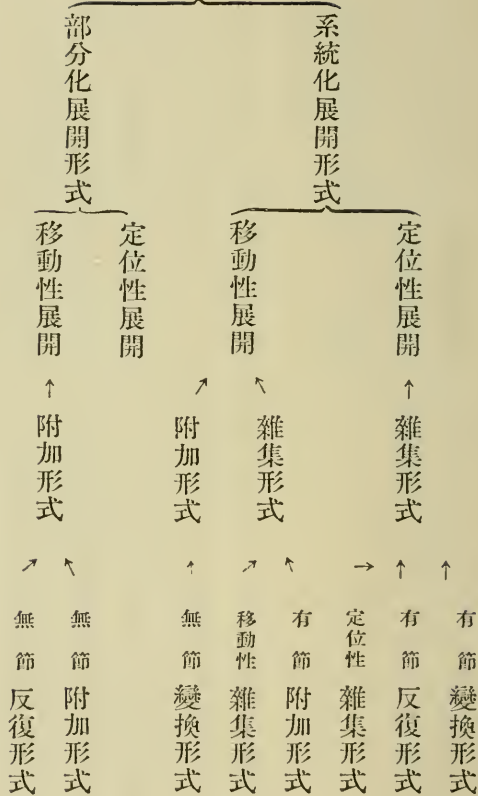 系統化展開形式
部分化展開形式
定位性展開
移動性展開
定位性展開
移動性展開
↑
↖
↗
↑
雜集形式
雜集形式
附加形式
附加形式
↑
↑
→
↖
↗
↑
↖
↗
有節變換形式
有節反復形式
定位性雜集形式
有節附加形式
移動性雜集形式
無節變換形式
無節附加形式
無節反復形式